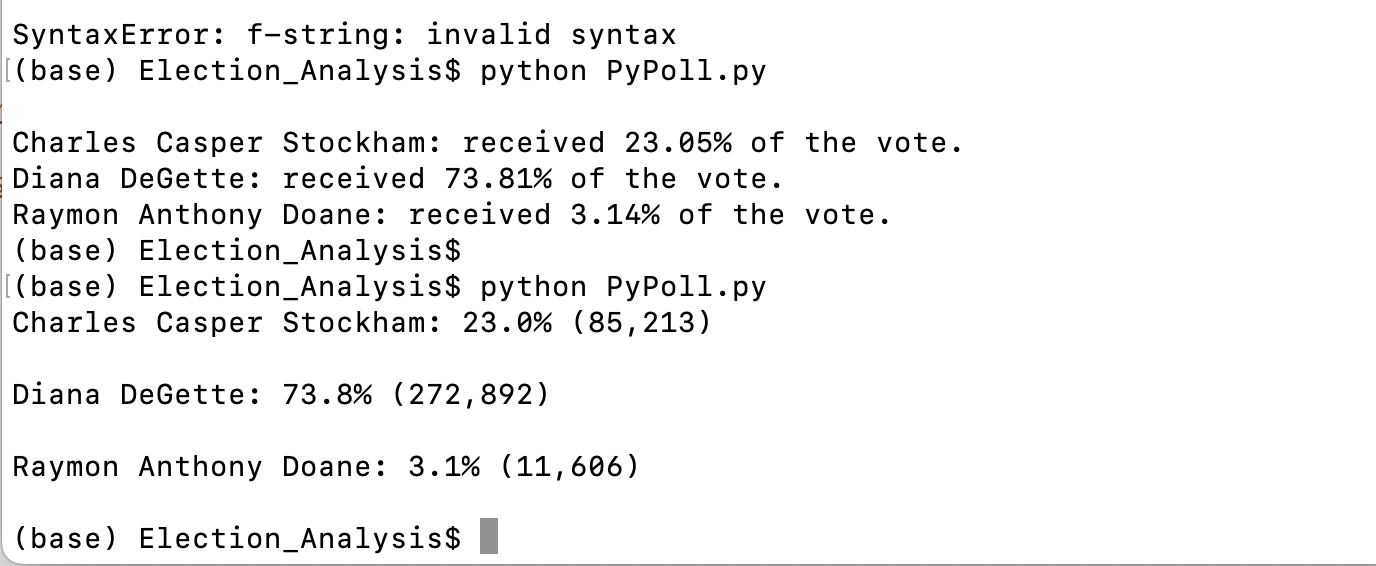 SyntaxError: f-string: invalid syntax
[(base) Election_Analysis$ python PyPoll.py
Charles Casper Stockham: received 23.05% of the vote.
Diana DeGette: received 73.81% of the vote.
Raymon Anthony Doane: received 3.14% of the vote.
(base) Election_Analysis$
[(base) Election_Analysis$ python PyPoll.py
Charles Casper Stockham: 23.0% (85,213)
Diana DeGette: 73.8% (272,892)
Raymon Anthony Doane: 3.1% (11,606)
(base) Election_Analysis$